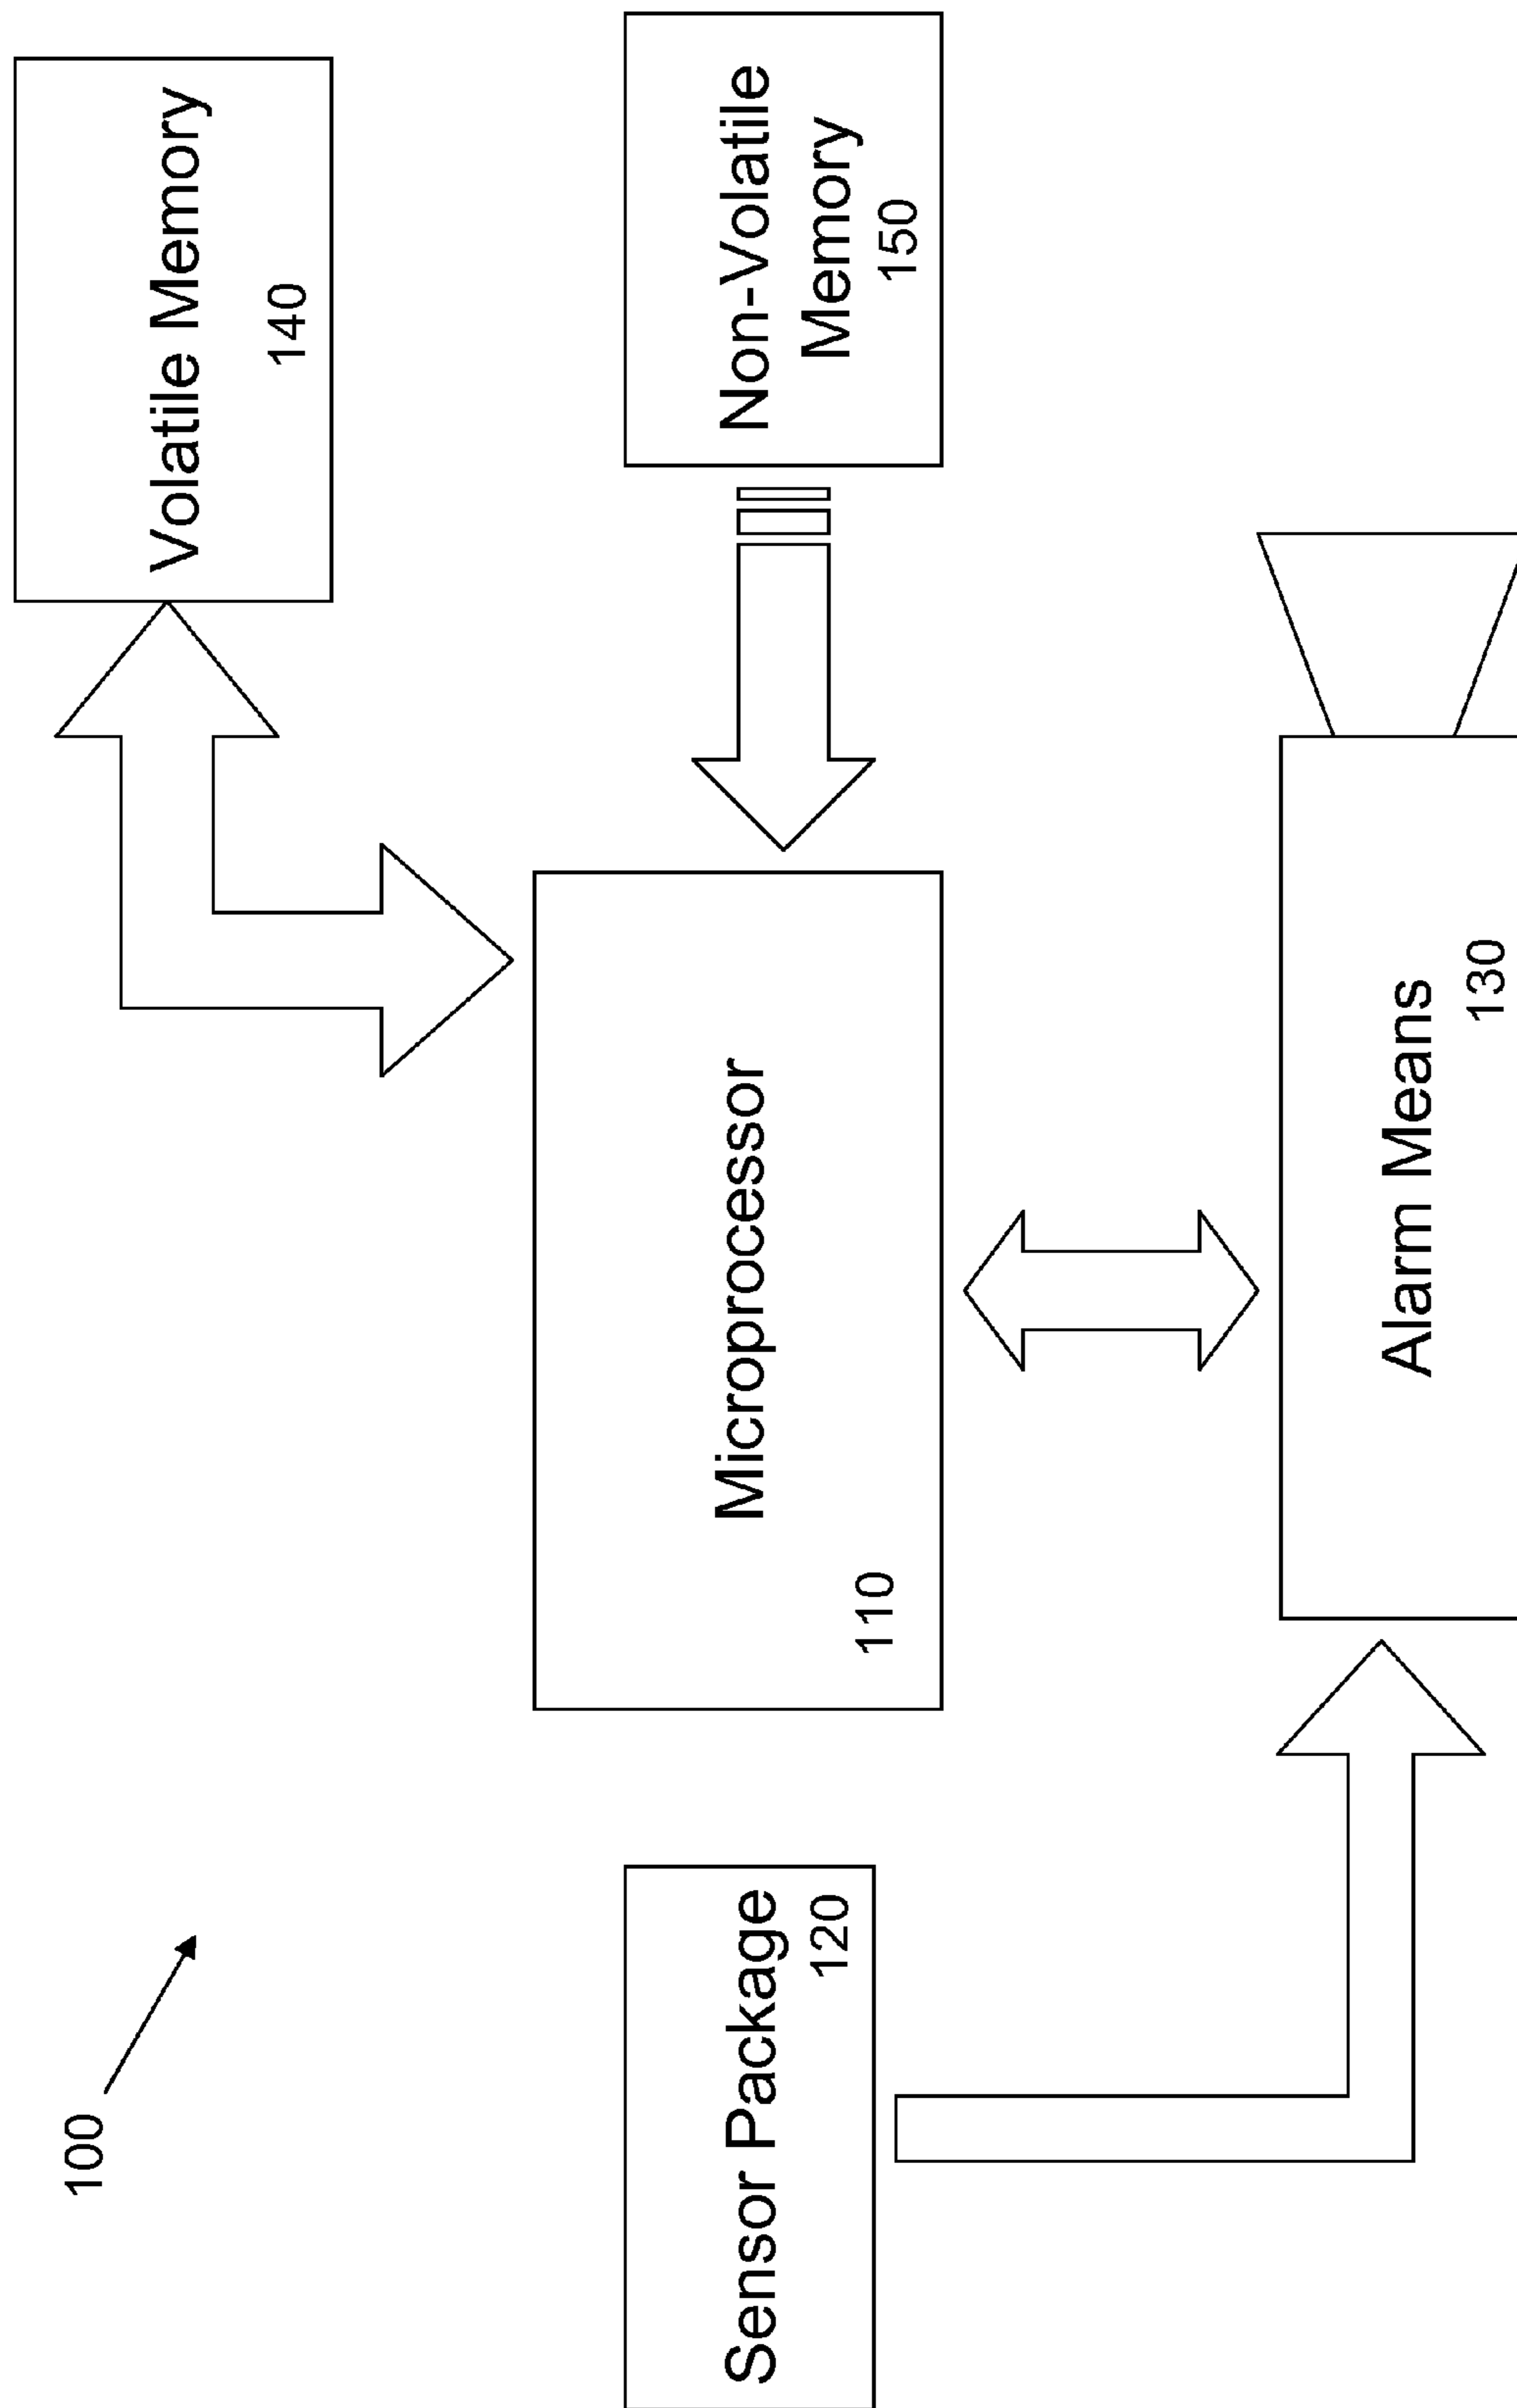 100
Volatile Memory
140
Microprocessor
110
Non-Volatile
Memory
150
Sensor Package
120
Alarm Means
130